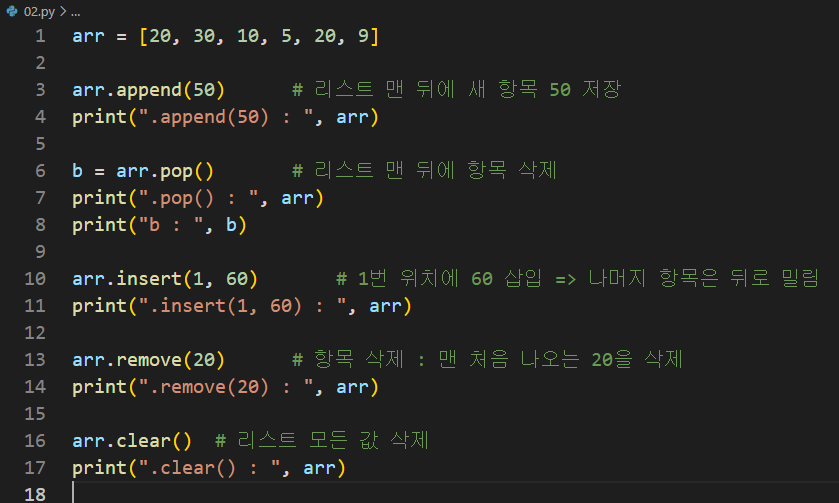 02.py > ...
1 arr = [20, 30, 10, 5, 20, 9]
2
3 arr.append(50)      # 리스트 맨 뒤에 새 항목 50 저장
4 print(".append(50) : ", arr)
5
6 b = arr.pop()       # 리스트 맨 뒤에 항목 삭제
7 print(".pop() : ", arr)
8 print("b : ", b)
9
10 arr.insert(1, 60)       # 1번 위치에 60 삽입 => 나머지 항목은 뒤로 밀림
11 print(".insert(1, 60) : ", arr)
12
13 arr.remove(20)      # 항목 삭제 : 맨 처음 나오는 20을 삭제
14 print(".remove(20) : ", arr)
15
16 arr.clear()  # 리스트 모든 값 삭제
17 print(".clear() : ", arr)
18